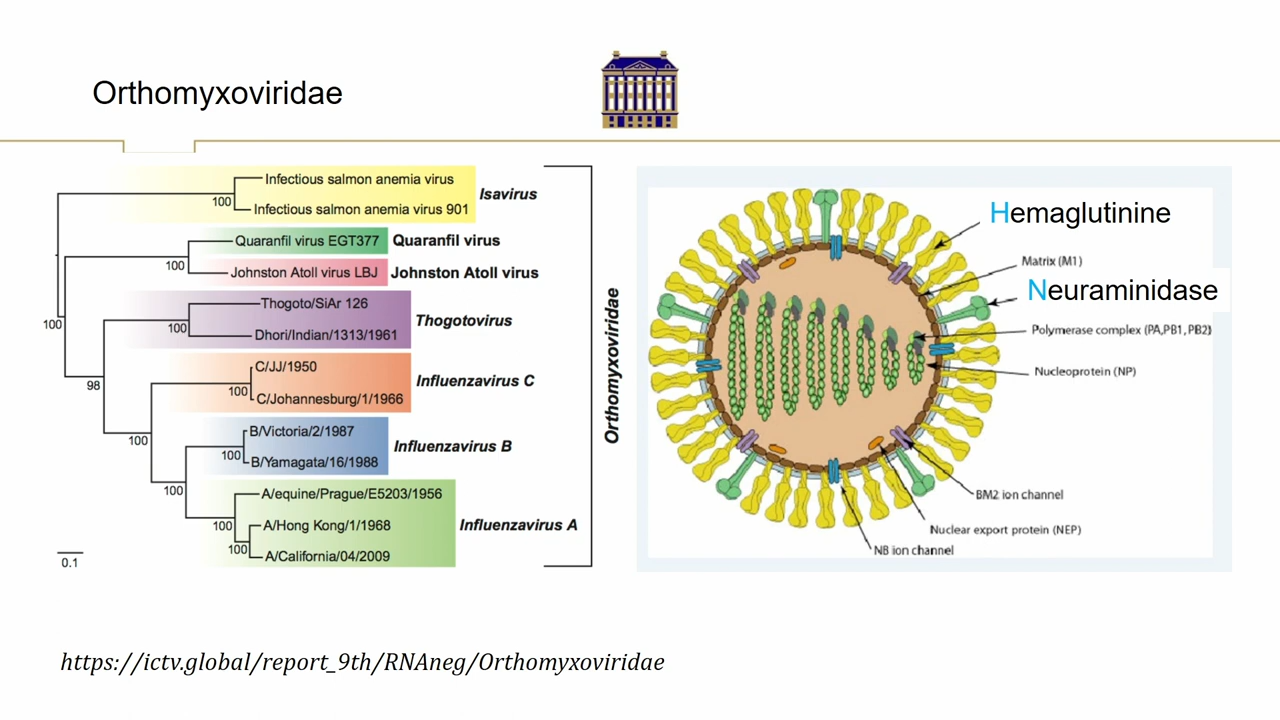 Orthomyxoviridae
Infectious salmon anemia virus
100
Infectious salmon anemia virus 901
Isavirus
Quaranfil virus EGT377
Quaranfil virus
100
Johnston Atoll virus LBJ
Johnston Atoll virus
100
Thogoto/SiAr 126
100
Dhori/Indian/1313/1961
Thogotovirus
98
C/JJ/1950
100
C/Johannesburg/1/1966
Influenzavirus C
100
B/Victoria/2/1987
100
B/Yamagata/16/1988
Influenzavirus B
100
A/equine/Prague/E5203/1956
100
A/Hong Kong/1/1968
100
A/California/04/2009
Influenzavirus A
0.1
Orthomyxoviridae
Hemaglutinine
Matrix (M1)
Neuraminidase
Polymerase complex (PA,PB1, PB2)
Nucleoprotein (NP)
BM2 ion channel
Nuclear export protein (NEP)
NB ion channel
https://ictv.global/report_9th/RNAneg/Orthomyxoviridae